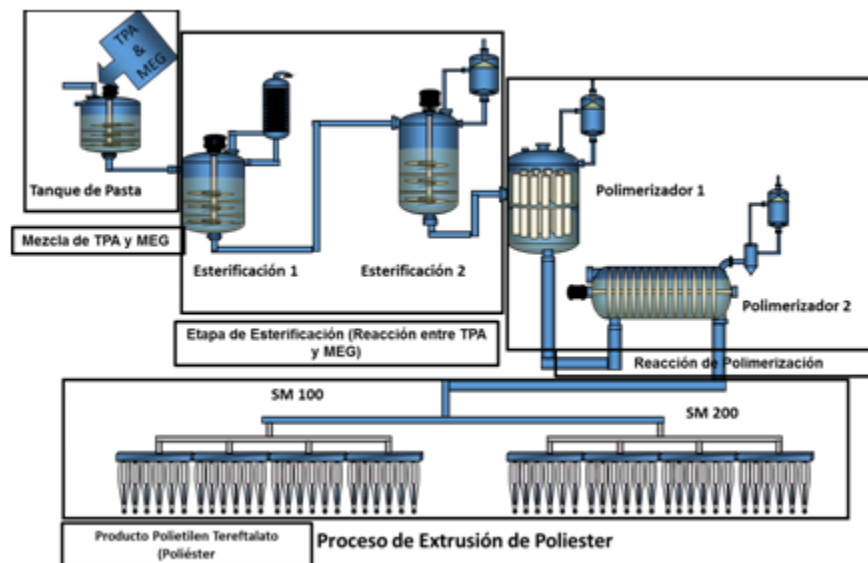 TPA
&
MEG
Tanque de Pasta
Mezcla de TPA y MEG
Esterificación 1
Esterificación 2
Etapa de Esterificación (Reacción entre TPA
y MEG)
Polimerizador 1
Polimerizador 2
Reacción de Polimerización
SM 100
SM 200
Producto Polietilen Tereftalato
(Poliéster
Proceso de Extrusión de Poliester